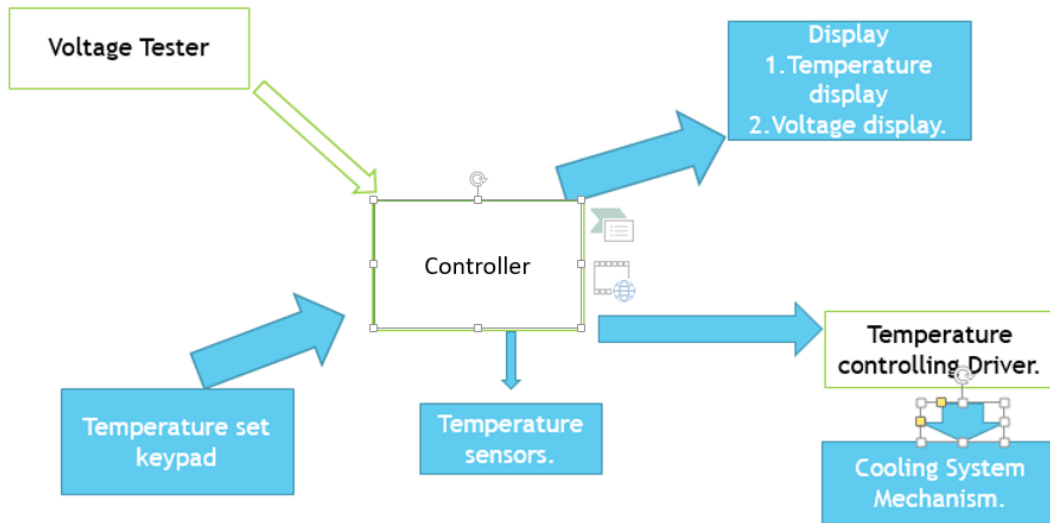 Voltage Tester
Display
1.Temperature
display
2.Voltage display.
Controller
Temperature
controlling Driver.
Temperature set
keypad
Temperature
sensors.
Cooling System
Mechanism.